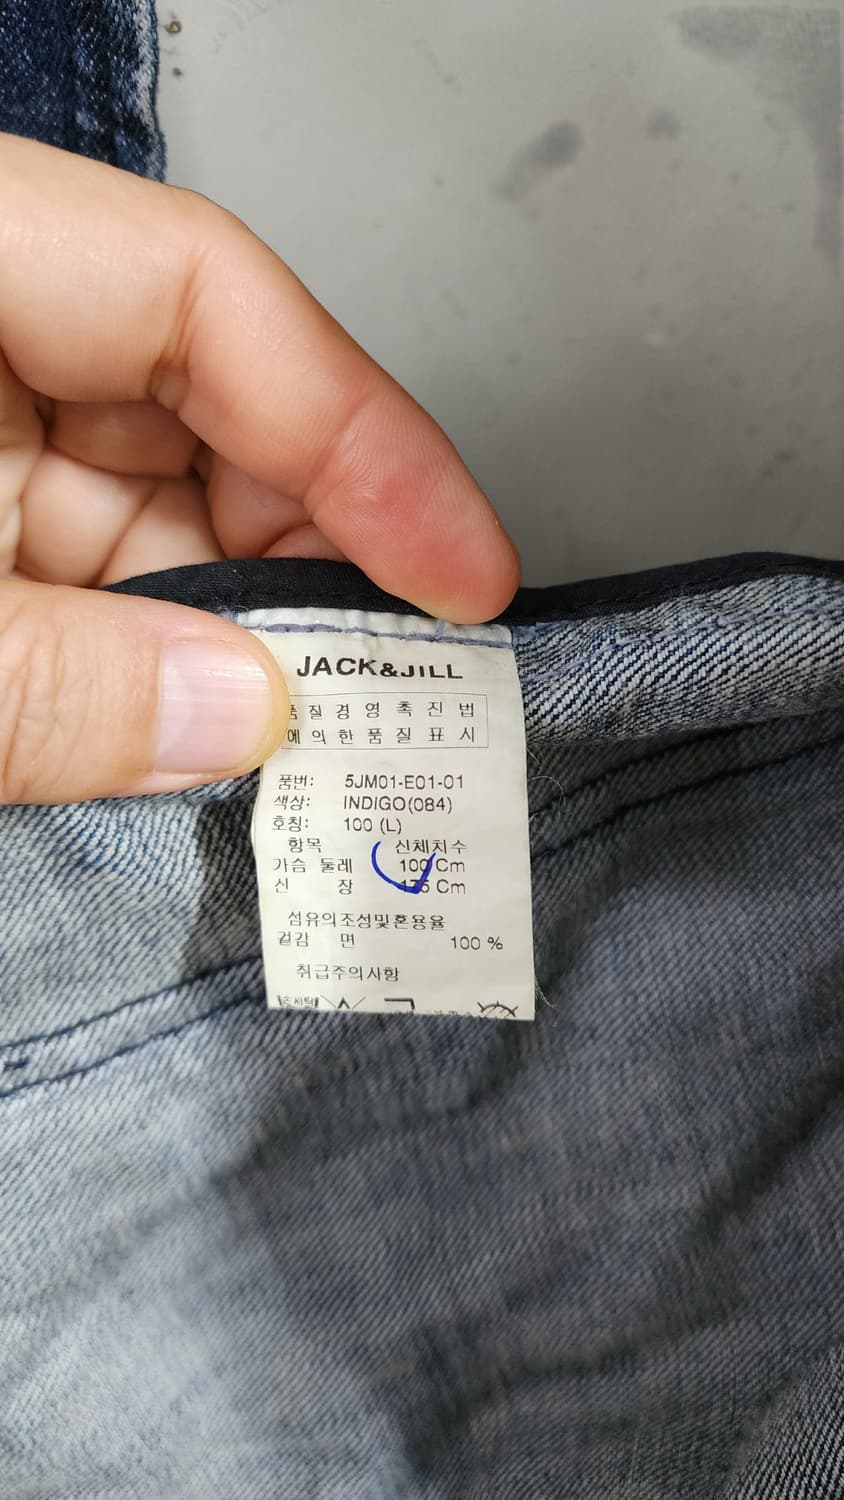 JACK&JILL
품질경영촉진법
에의한품질표시
품번: 5JM01-E01-01
색상: INDIGO(084)
호칭: 100 (L)
항목 신체치수
가슴 둘레 100 Cm
신 장 175 Cm
섬유의조성및혼용율
겉감 면 100 %
취급주의사항
손세탁